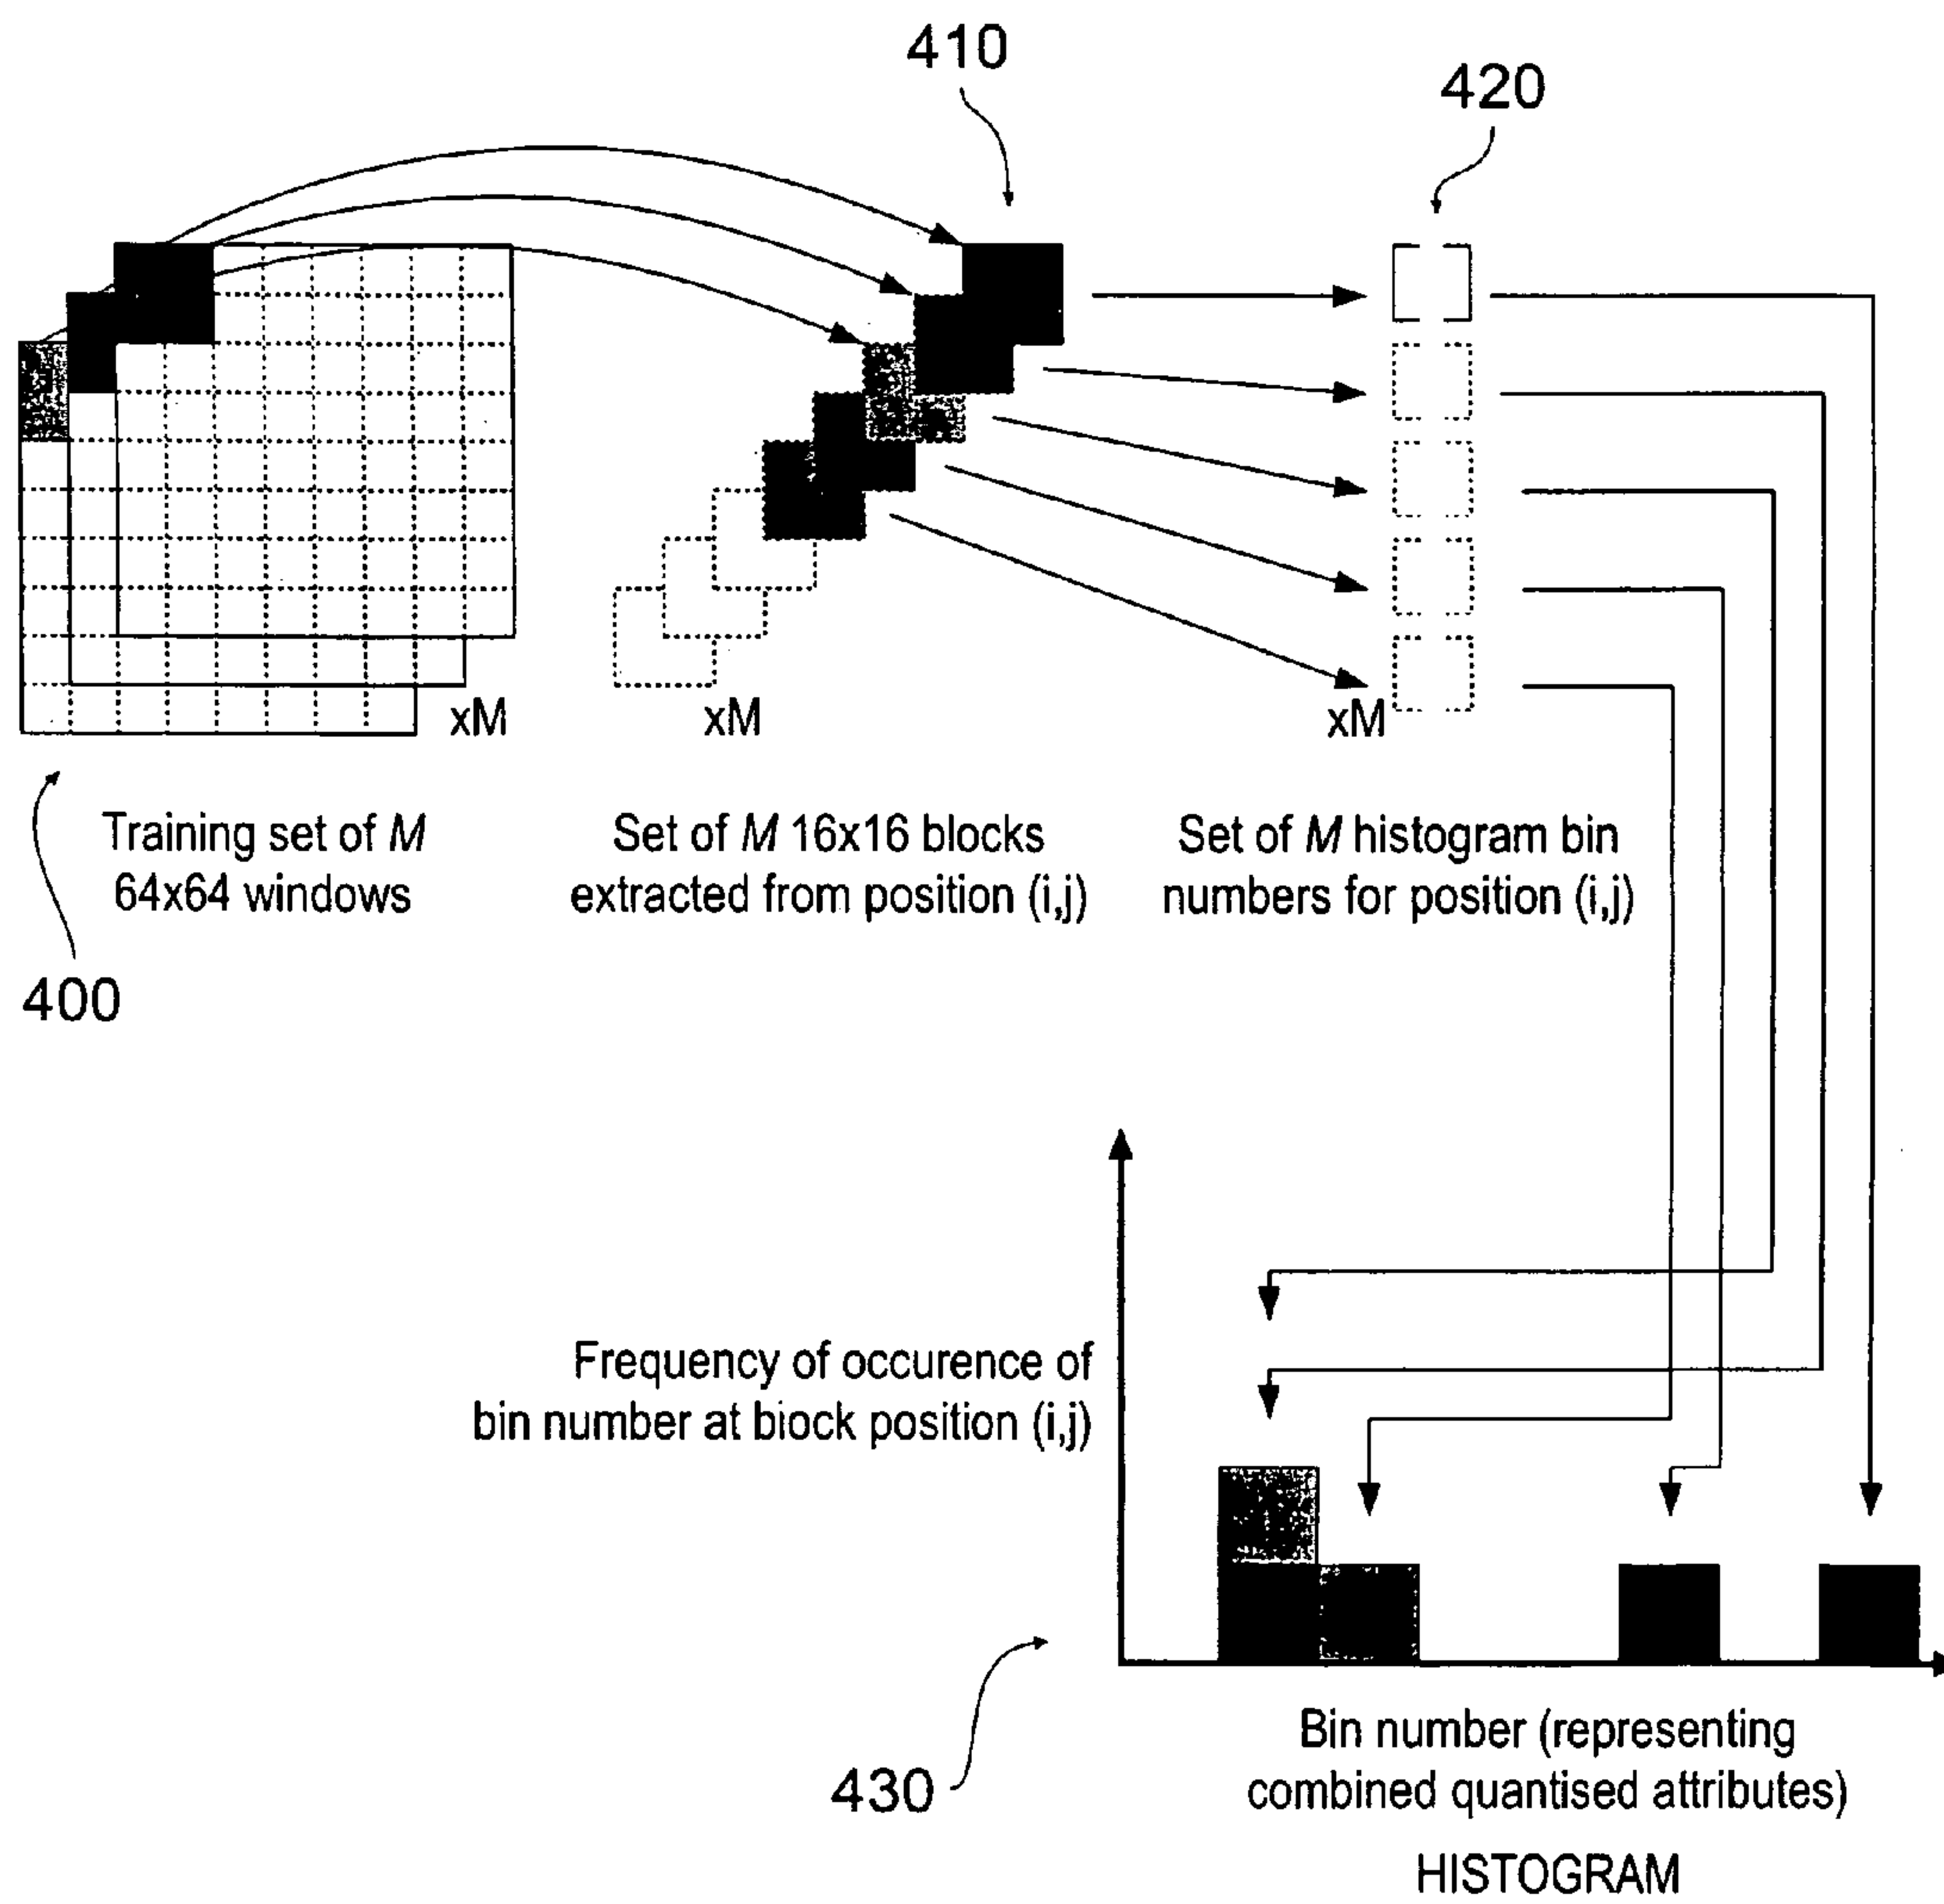 410
420
xM
xM
xM
Training set of M
64x64 windows
Set of M 16x16 blocks
extracted from position (i,j)
Set of M histogram bin
numbers for position (i,j)
400
Frequency of occurence of
bin number at biock position (i,j)
430
Bin number (representing
combined quantised attributes)
HISTOGRAM